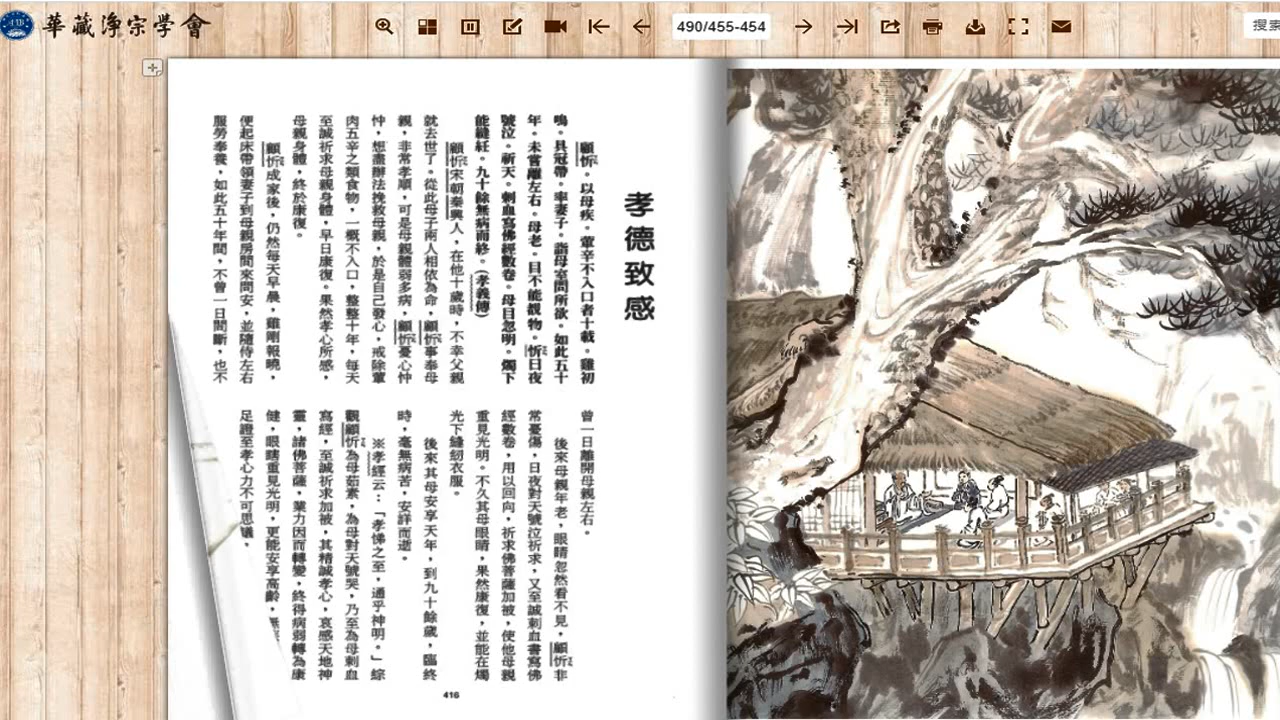 華藏淨宗學會
490/455-454
搜索
孝德致感
顧忻。以母疾。葷辛不入口者十載。雞初
鳴。具冠帶。率妻子。詣母室問所欲。如此五十
年。未嘗離左右。母老。目不能覩物。忻日夜
號泣。祈天。刺血寫佛經數卷。母目忽明。燭下
能縫紝。九十餘無病而終。(孝義傳)
顧忻宋朝泰興人，在他十歲時，不幸父親
就去世了。從此母子兩人相依為命，顧忻事奉母
親，非常孝順，可是母親體弱多病，顧忻憂心忡
忡，想盡辦法挽救母親，於是自己發心，戒除葷
肉五辛之類食物，一概不入口，整整十年，每天
至誠祈求母親身體，早日康復。果然孝心所感，
母親身體，終於康復。
顧忻成家後，仍然每天早晨，雞剛報曉，
便起床帶領妻子到母親房間來問安，並隨侍左右
服勞奉養，如此五十年間，不曾一日間斷，也不
曾一日離開母親左右。
後來母親年老，眼睛忽然看不見，顧忻非
常憂傷，日夜對天號泣祈求，又至誠刺血書寫佛
經數卷，用以回向，祈求佛菩薩加被，使他母親
重見光明。不久其母眼睛，果然康復，並能在燭
光下縫紉衣服。
後來其母安享天年，到九十餘歲，臨終
時，毫無病苦，安詳而逝。
※孝經云：「孝悌之至，通乎神明。」綜
觀顧忻為母茹素，為母對天號哭，乃至為母刺血
寫經，至誠祈求加被，其精誠孝心，哀感天地神
靈，諸佛菩薩，業力因而轉變，終得病弱轉為康
健，眼瞎重見光明，更能安享高齡，無
足證至孝心力不可思議。
416